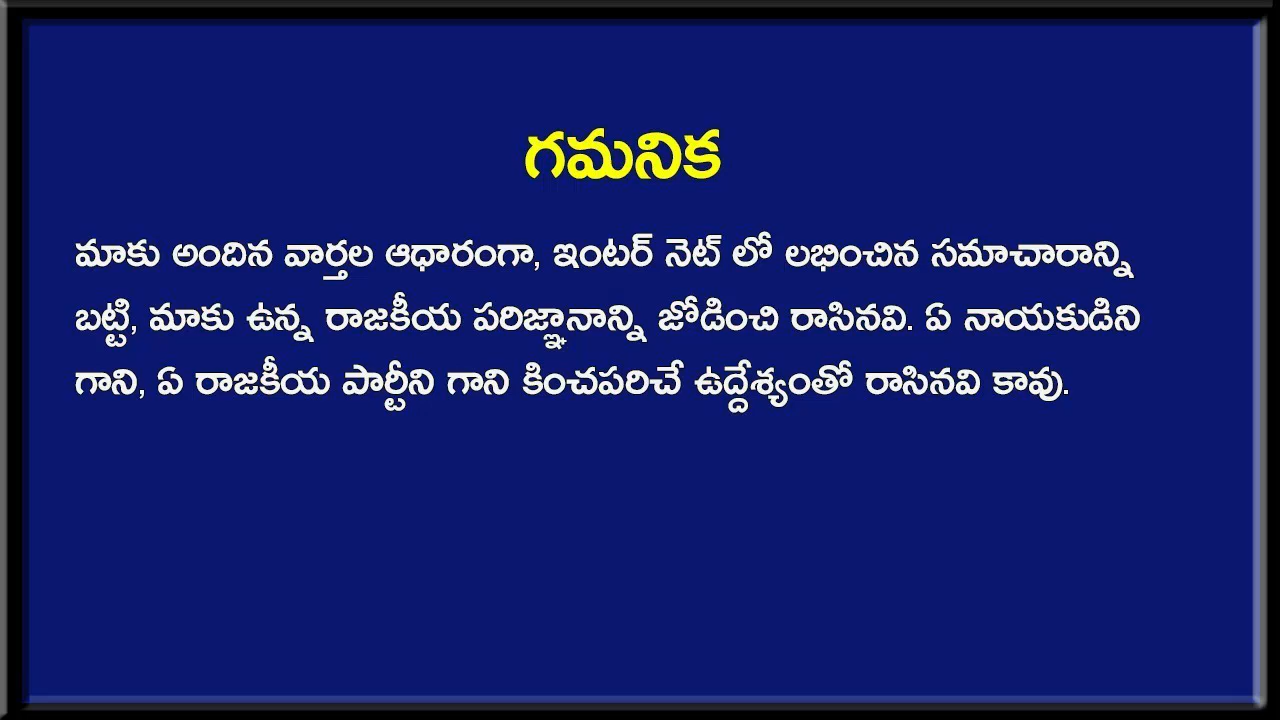 గమనిక
మాకు అందిన వార్తల ఆధారంగా, ఇంటర్ నెట్ లో లభించిన సమాచారాన్ని
బట్టి, మాకు ఉన్న రాజకీయ పరిజ్ఞానాన్ని జోడించి రాసినవి. ఏ నాయకుడిని
గాని, ఏ రాజకీయ పార్టీని గాని కించపరిచే ఉద్దేశ్యంతో రాసినవి కావు.